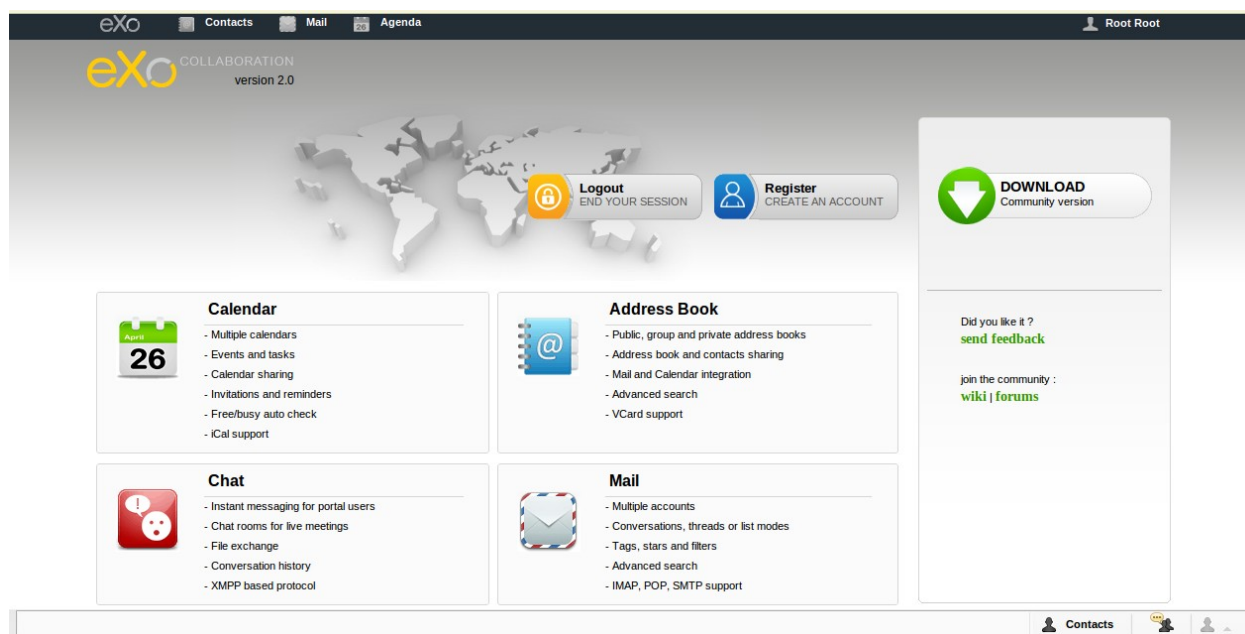 eXo Contacts Mail 26 Agenda Root Root
eXo COLLABORATION
version 2.0
Logout
END YOUR SESSION
Register
CREATE AN ACCOUNT
DOWNLOAD
Community version
Calendar
April
26
- Multiple calendars
- Events and tasks
- Calendar sharing
- Invitations and reminders
- Free/busy auto check
- iCal support
Address Book
@
- Public, group and private address books
- Address book and contacts sharing
- Mail and Calendar integration
- Advanced search
- VCard support
Did you like it ?
send feedback
join the community :
wiki | forums
Chat
!
- Instant messaging for portal users
- Chat rooms for live meetings
- File exchange
- Conversation history
- XMPP based protocol
Mail
- Multiple accounts
- Conversations, threads or list modes
- Tags, stars and filters
- Advanced search
- IMAP, POP, SMTP support
Contacts